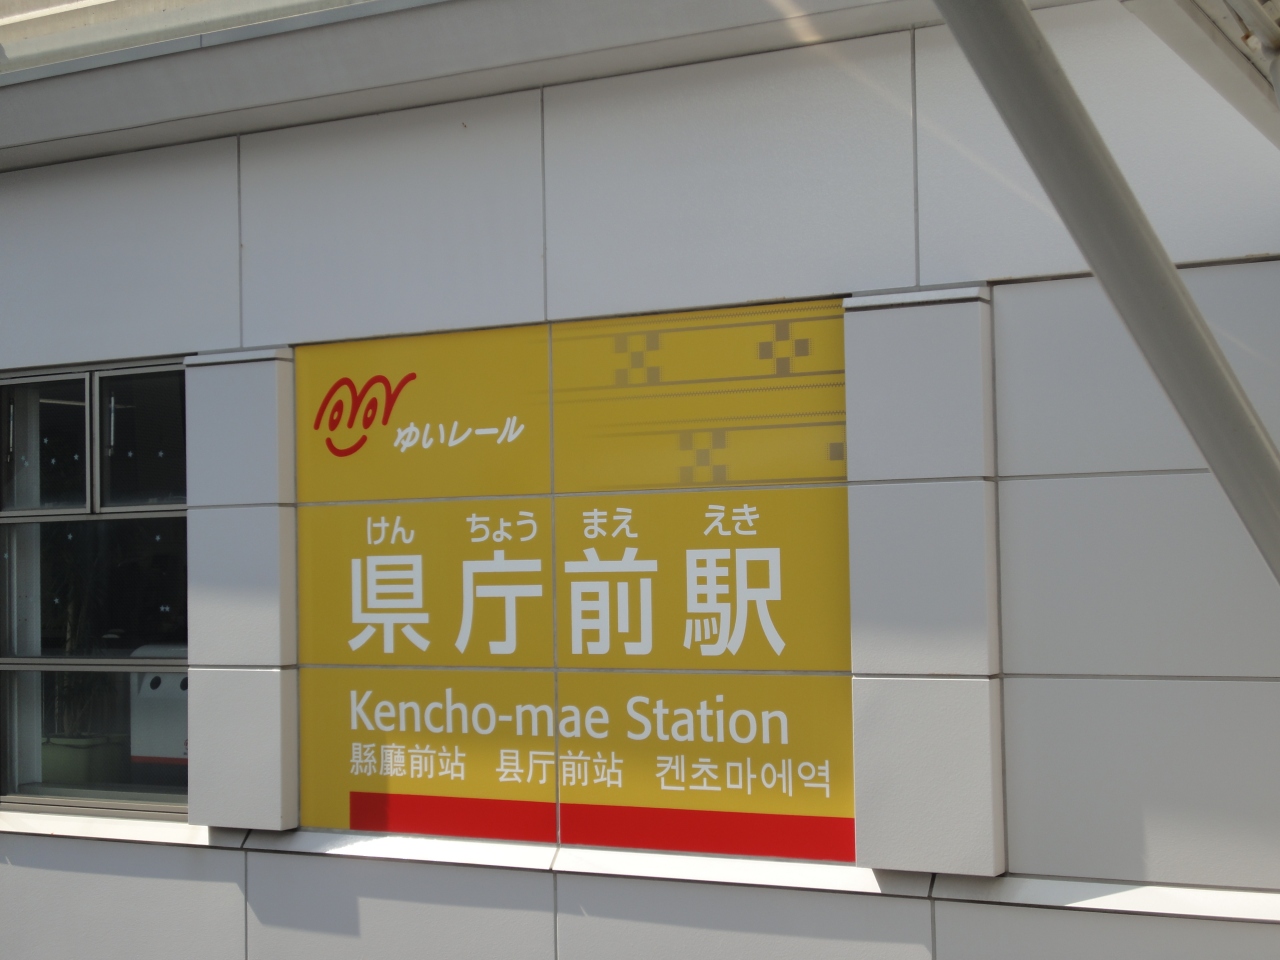 ゆいレール
けん ちょう まえ えき
県庁前駅
Kencho-mae Station
縣廳前站 县厅前站 켄초마에역